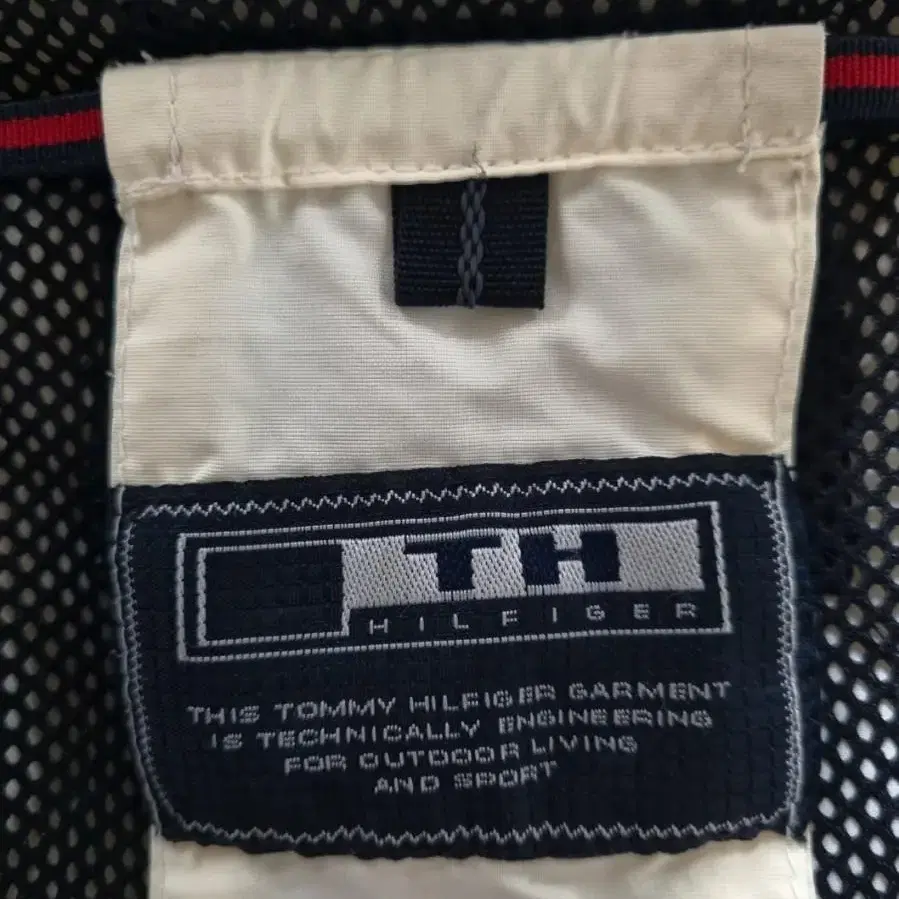 TH
HILFIGER
THIS TOMMY HILFIGER GARMENT
IS TECHNICALLY ENGINEERING
FOR OUTDOOR LIVING
AND SPORT